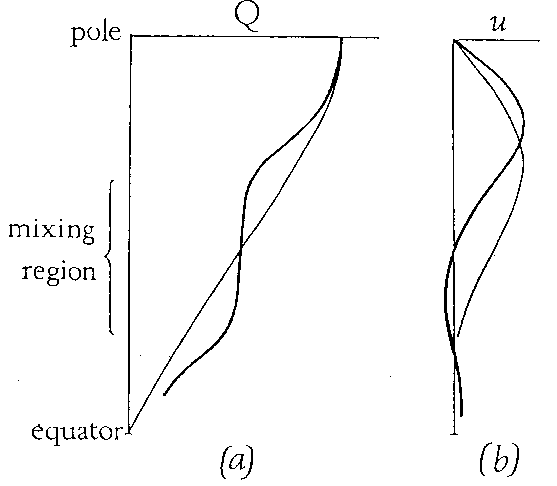 Q
pole
u
mixing
region
equator
(a)
(b)